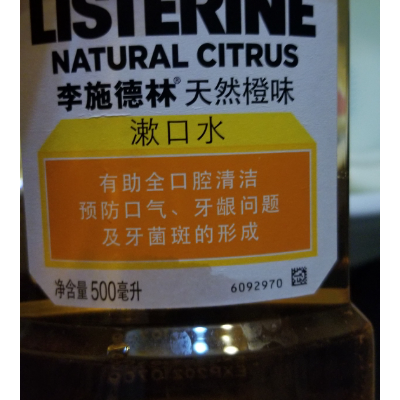 LISTERINE
NATURAL CITRUS
李施德林® 天然橙味
漱口水
有助全口腔清洁
预防口气、牙龈问题
及牙菌斑的形成
净含量 500毫升
6092970